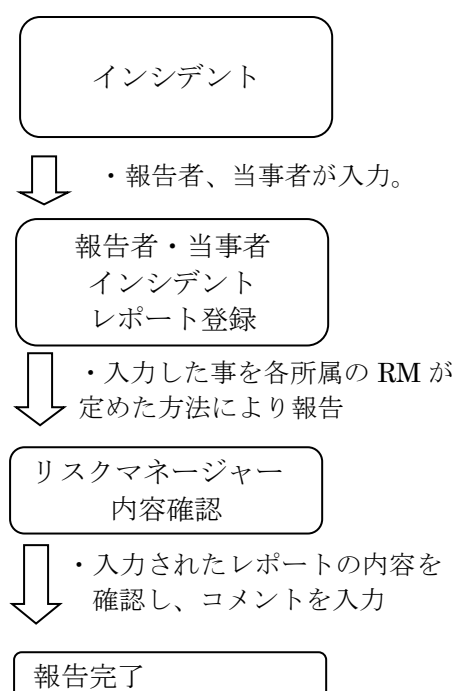 インシデント
・報告者、当事者が入力。
報告者・当事者
インシデント
レポート登録
・入力した事を各所属の RM が
定めた方法により報告
リスクマネージャー
内容確認
・入力されたレポートの内容を
確認し、コメントを入力
報告完了